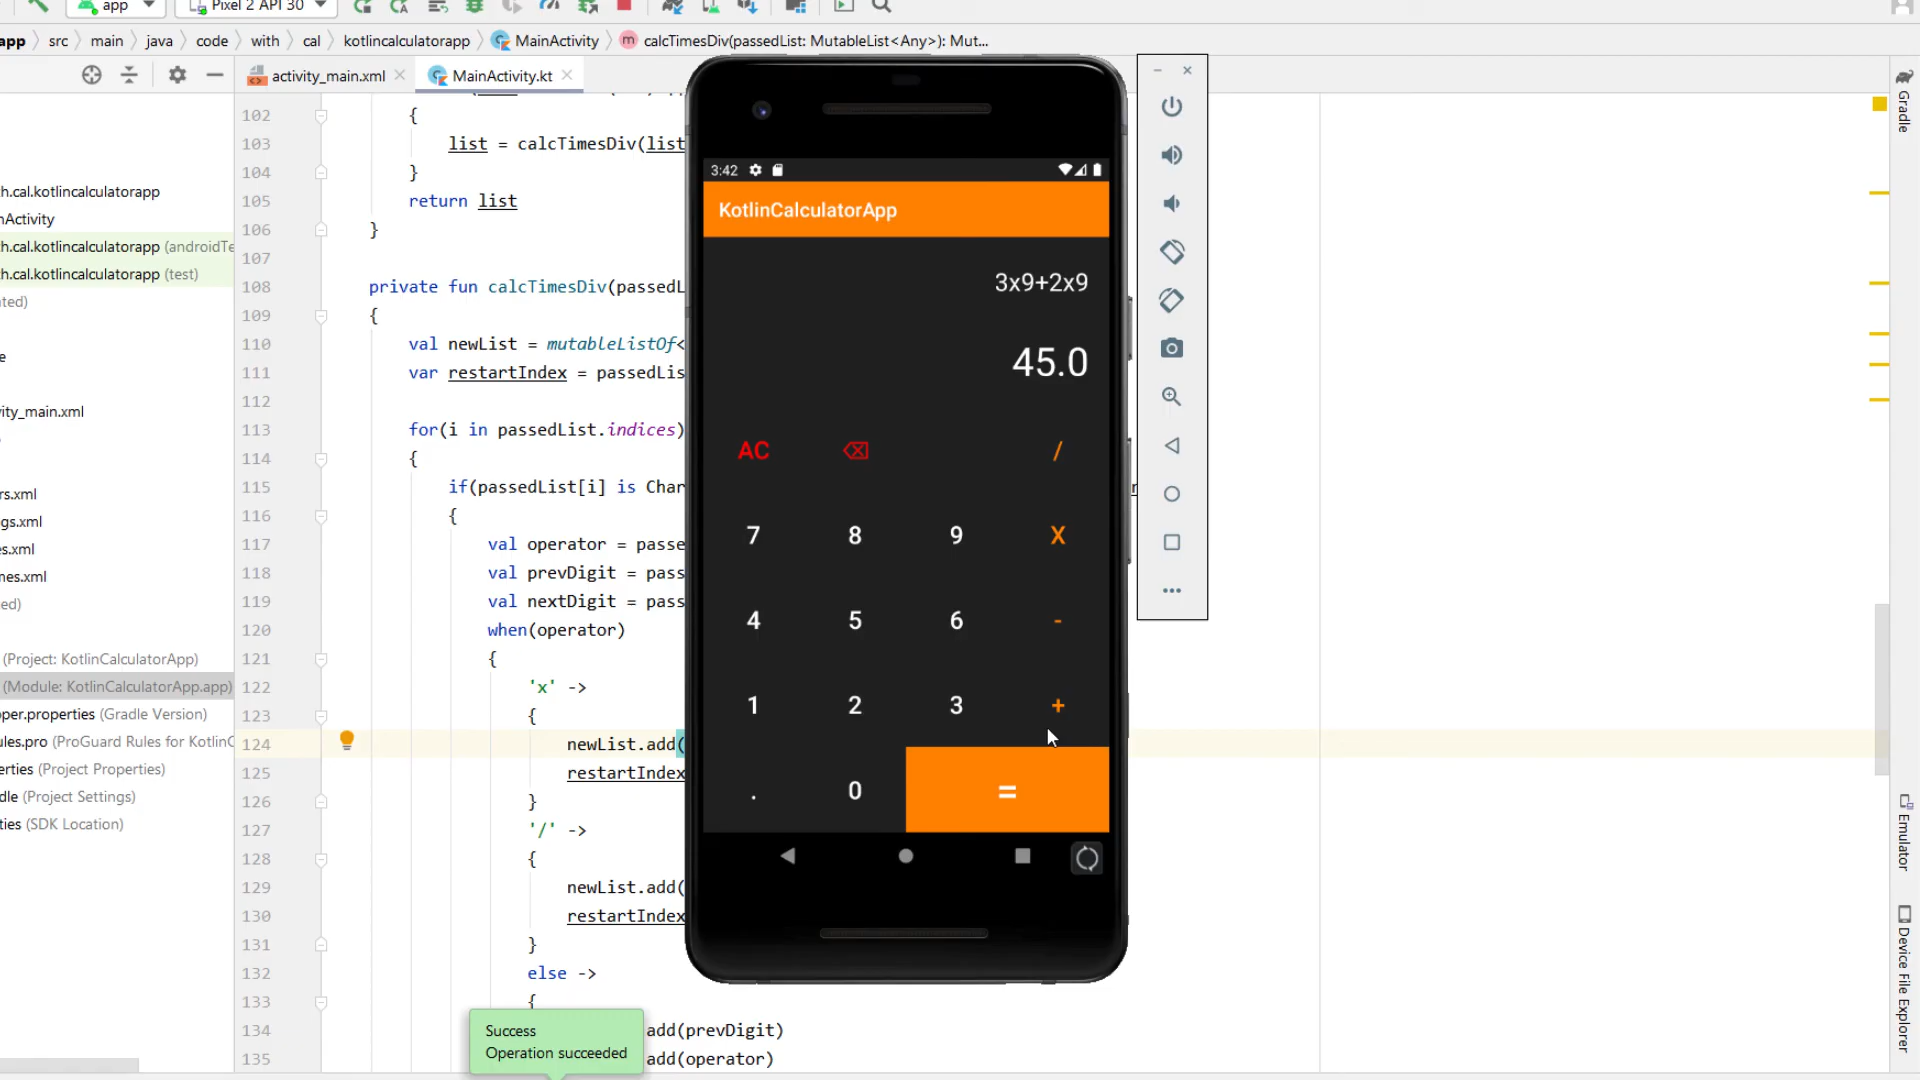 app
Pixel 2 API 30
app
src
main
java
code
with
cal
kotlincalculatorapp
MainActivity
calcTimesDiv(passedList: MutableList<Any>): Mut...
activity_main.xml
MainActivity.kt
h.cal.kotlincalculatorapp
nActivity
h.cal.kotlincalculatorapp (androidTe
h.cal.kotlincalculatorapp (test)
ated)
e
ity_main.xml
rs.xml
gs.xml
es.xml
nes.xml
ed)
(Project: KotlinCalculatorApp)
(Module: KotlinCalculatorApp.app)
per.properties (Gradle Version)
ules.pro (ProGuard Rules for KotlinC
erties (Project Properties)
dle (Project Settings)
ties (SDK Location)
102 {
103 list = calcTimesDiv(list
104 }
105 return list
106 }
107
108 private fun calcTimesDiv(passedL
109 {
110 val newList = mutableListOf<
111 var restartIndex = passedLis
112
113 for(i in passedList.indices)
114 {
115 if(passedList[i] is Char
116 {
117 val operator = passe
118 val prevDigit = pass
119 val nextDigit = pass
120 when(operator)
121 {
122 'x' ->
123 {
124 newList.add(
125 restartIndex
126 }
127 '/' ->
128 {
129 newList.add(
130 restartIndex
131 }
132 else ->
133 {
134 add(prevDigit)
135 add(operator)
Success
Operation succeeded
3:42
KotlinCalculatorApp
3x9+2x9
45.0
AC /
7 8 9 X
4 5 6 -
1 2 3 +
. 0 =
Gradle
Emulator
Device File Explorer